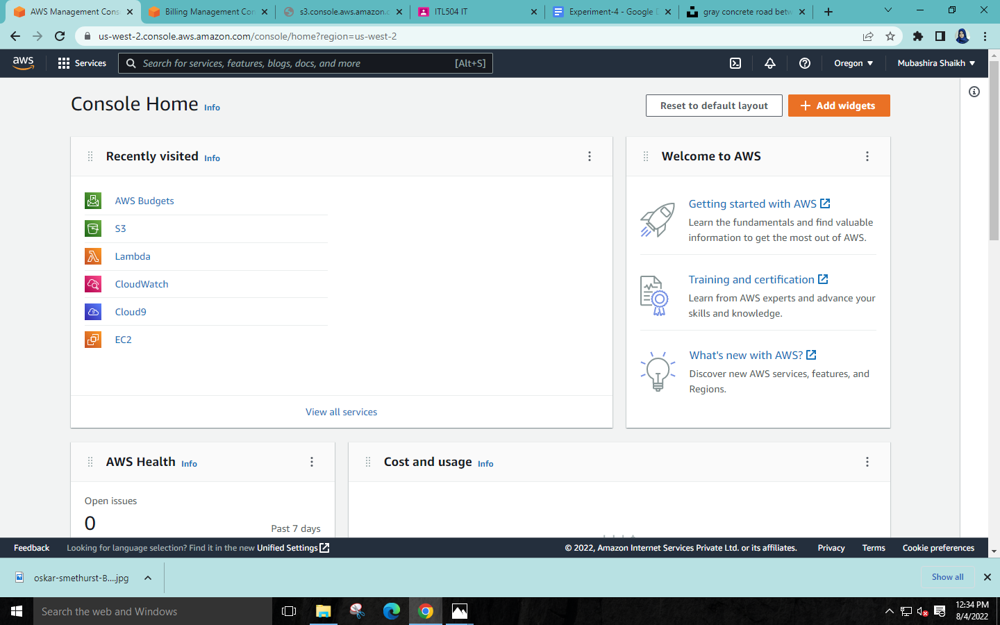 AWS Management Cons
Billing Management Con
s3.console.aws.amazon.c
ITL504 IT
Experiment-4 - Google D
gray concrete road betw
us-west-2.console.aws.amazon.com/console/home?region=us-west-2
aws
Services
Search for services, features, blogs, docs, and more
[Alt+S]
Oregon
Mubashira Shaikh
Console Home Info
Reset to default layout
Add widgets
Recently visited Info
AWS Budgets
S3
Lambda
CloudWatch
Cloud9
EC2
View all services
Welcome to AWS
Getting started with AWS
Learn the fundamentals and find valuable
information to get the most out of AWS.
Training and certification
Learn from AWS experts and advance your
skills and knowledge.
What's new with AWS?
Discover new AWS services, features, and
Regions.
AWS Health Info
Open issues
0
Past 7 days
Cost and usage Info
Feedback
Looking for language selection? Find it in the new Unified Settings
© 2022, Amazon Internet Services Private Ltd. or its affiliates.
Privacy
Terms
Cookie preferences
oskar-smethurst-B....jpg
Show all
Search the web and Windows
12:34 PM
8/4/2022